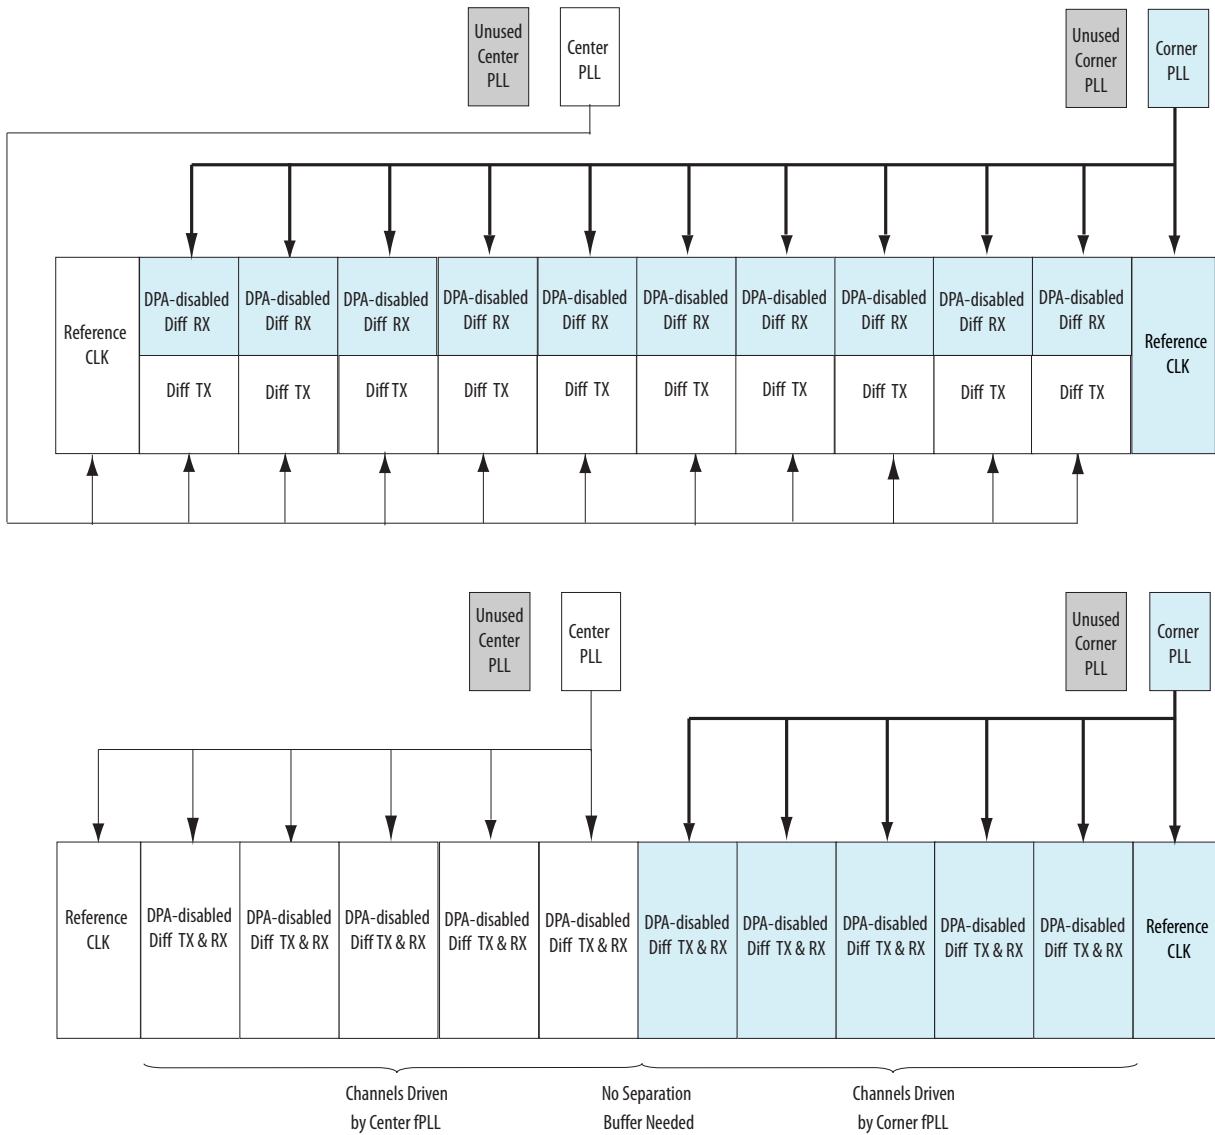 Unused
Center
PLL
Center
PLL
Unused
Corner
PLL
Corner
PLL
Reference
CLK
DPA-disabled
Diff RX
DPA-disabled
Diff RX
DPA-disabled
Diff RX
DPA-disabled
Diff RX
DPA-disabled
Diff RX
DPA-disabled
Diff RX
DPA-disabled
Diff RX
DPA-disabled
Diff RX
DPA-disabled
Diff RX
DPA-disabled
Diff RX
Reference
CLK
Diff TX
Diff TX
Diff TX
Diff TX
Diff TX
Diff TX
Diff TX
Diff TX
Diff TX
Diff TX
Unused
Center
PLL
Center
PLL
Unused
Corner
PLL
Corner
PLL
Reference
CLK
DPA-disabled
Diff TX & RX
DPA-disabled
Diff TX & RX
DPA-disabled
Diff TX & RX
DPA-disabled
Diff TX & RX
DPA-disabled
Diff TX & RX
DPA-disabled
Diff TX & RX
DPA-disabled
Diff TX & RX
DPA-disabled
Diff TX & RX
DPA-disabled
Diff TX & RX
DPA-disabled
Diff TX & RX
Reference
CLK
Channels Driven
by Center fPLL
No Separation
Buffer Needed
Channels Driven
by Corner fPLL